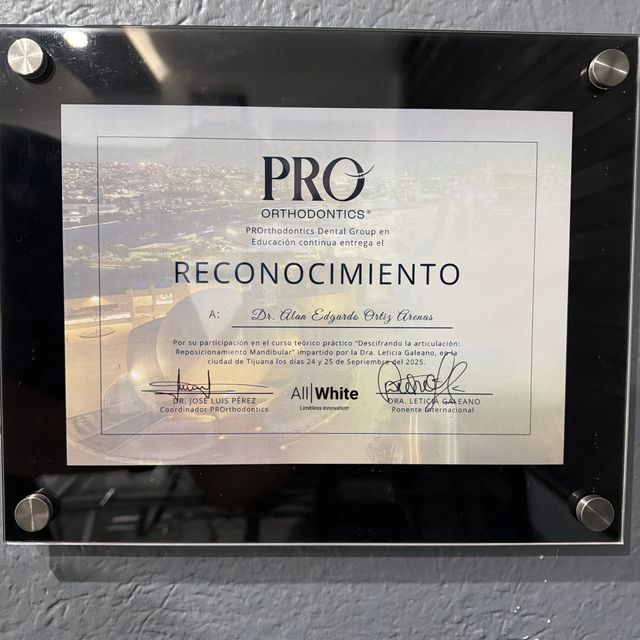 PRO
ORTHODONTICS®
PROrthodontics Dental Group en
Educación continua entrega el
RECONOCIMIENTO
A: Dr. Alan Edgardo Ortiz Arenas
Por su participación en el curso teórico práctico "Descifrando la articulación:
Reposicionamiento Mandibular" impartido por la Dra. Leticia Galeano, en la
ciudad de Tijuana los días 24 y 25 de Septiembre del 2025.
DR. JOSÉ LUIS PÉREZ
Coordinador PROrthodontics
All|White
Limitless Innovation
DRA. LETICIA GALEANO
Ponente Internacional